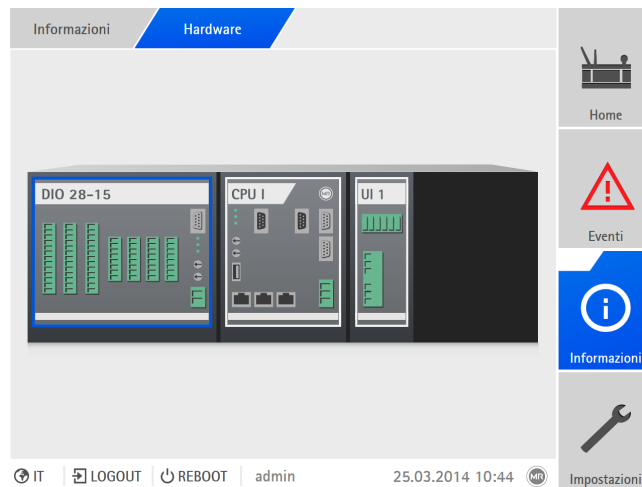 Informazioni
Hardware
Home
DIO 28-15
CPU I
MR
UI 1
Eventi
Informazioni
IT
LOGOUT
REBOOT
admin
25.03.2014 10:44
MR
Impostazioni